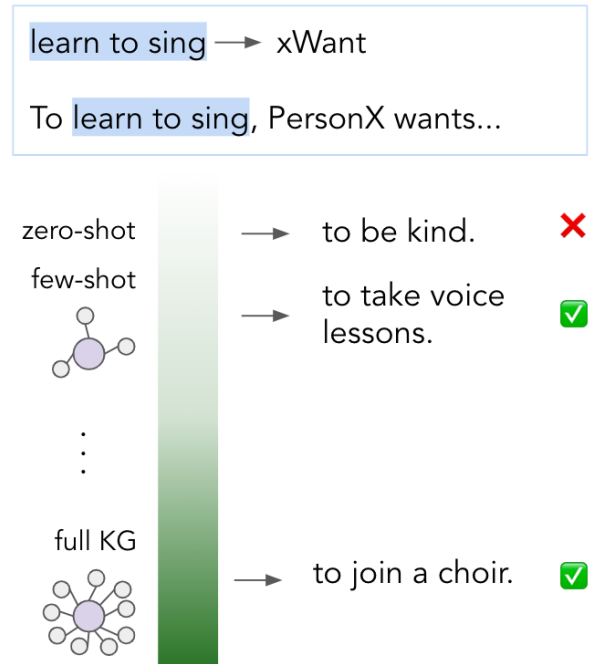 learn to sing → xWant
To learn to sing, PersonX wants...
zero-shot
to be kind.
few-shot
to take voice
lessons.
full KG
to join a choir.